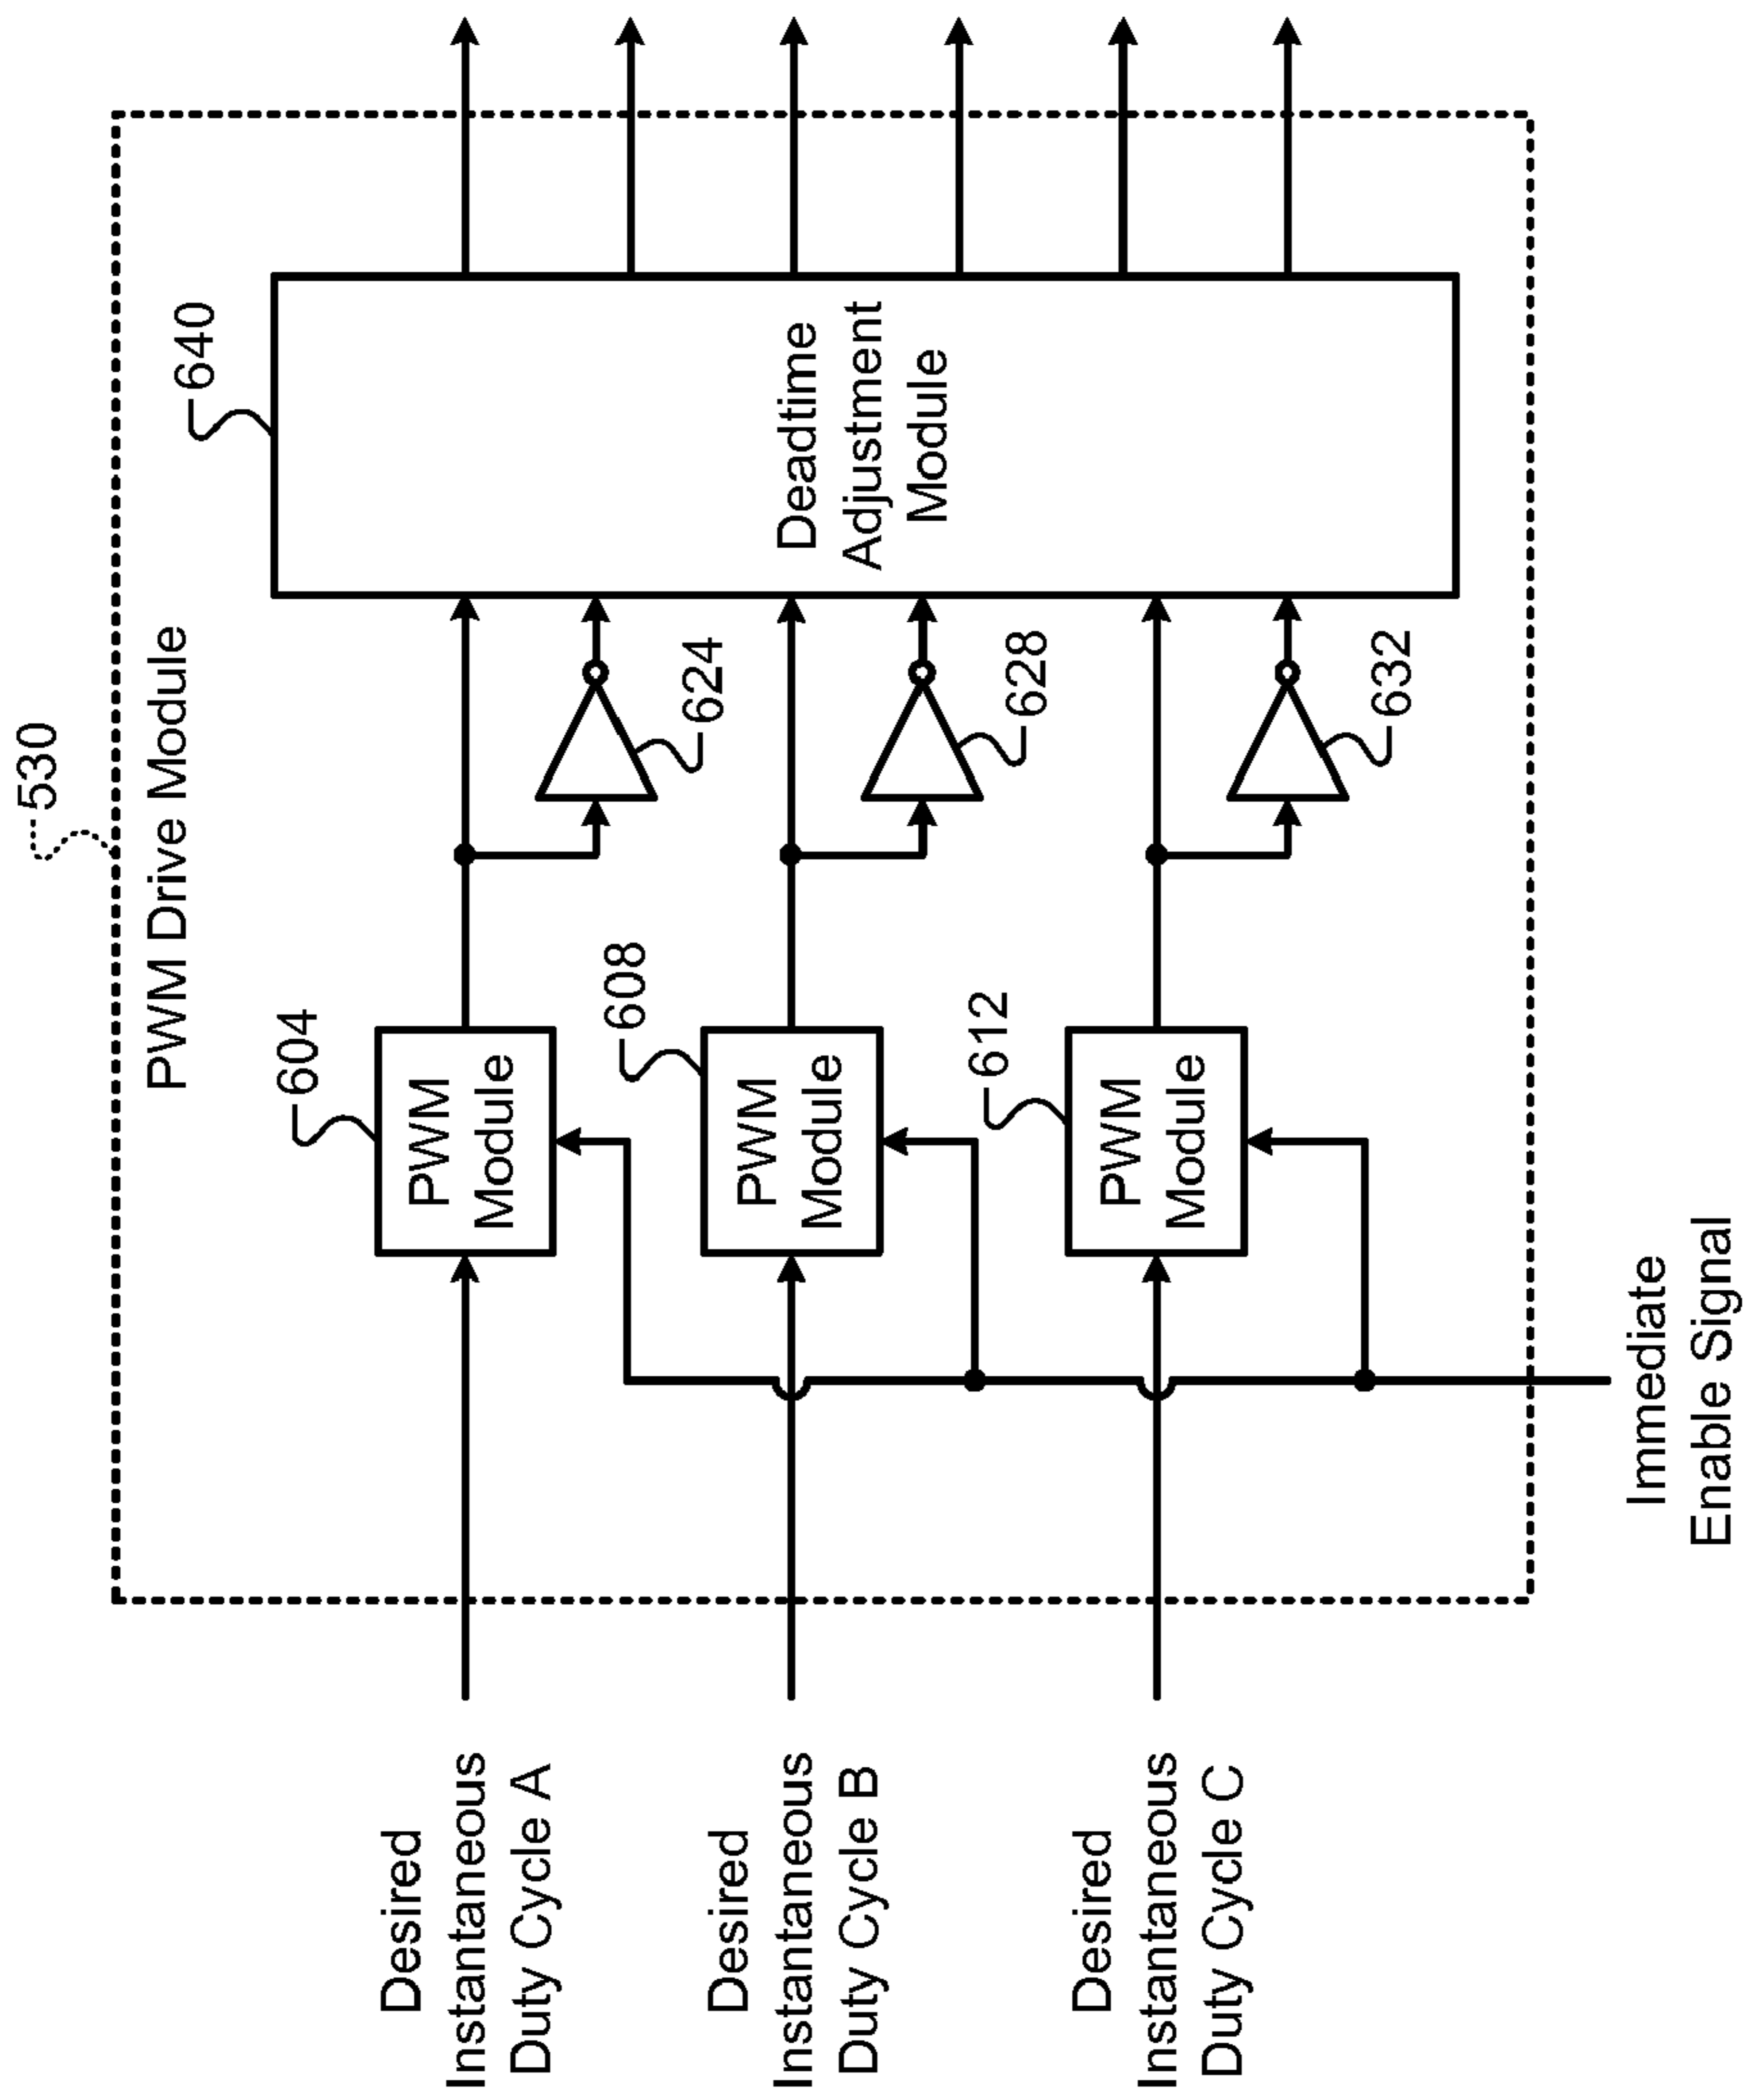 530
PWM Drive Module
640
604
PWM
Module
Desired
Instantaneous
Duty Cycle A
624
Deadtime
Adjustment
Module
608
PWM
Module
Desired
Instantaneous
Duty Cycle B
628
612
PWM
Module
Desired
Instantaneous
Duty Cycle C
632
Immediate
Enable Signal